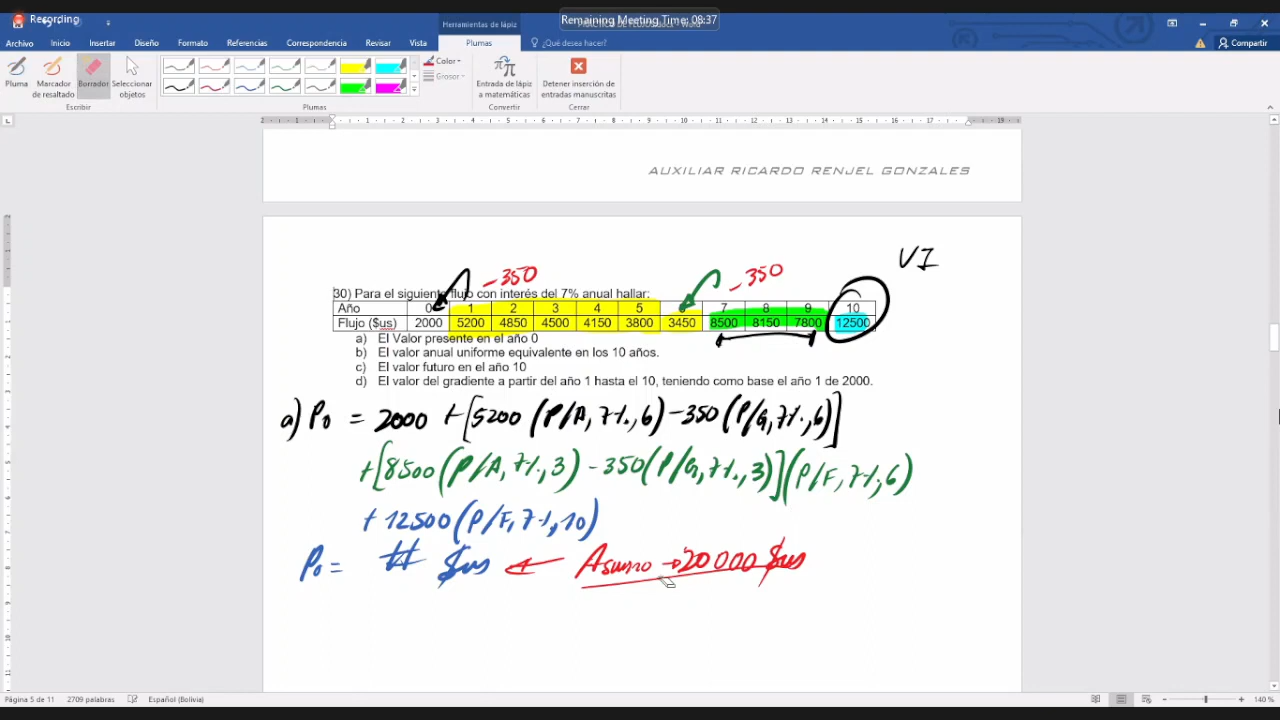 Recording
Herramientas de lápiz
Remaining Meeting Time: 08:37
Archivo Inicio Insertar Diseño Formato Referencias Correspondencia Revisar Vista Plumas ¿Qué desea hacer? Compartir
Pluma Marcador de resaltado Borrador Seleccionar objetos
Color
Grosor
Entrada de lápiz a matemáticas
Detener inserción de entradas manuscritas
Escribir Plumas Convertir Cerrar
AUXILIAR RICARDO RENJEL GONZALES
VI
-350 -350
30) Para el siguiente flujo con interés del 7% anual hallar:
Año 0 1 2 3 4 5 6 7 8 9 10
Flujo ($us) 2000 5200 4850 4500 4150 3800 3450 8500 8150 7800 12500
a) El Valor presente en el año 0
b) El valor anual uniforme equivalente en los 10 años.
c) El valor futuro en el año 10
d) El valor del gradiente a partir del año 1 hasta el 10, teniendo como base el año 1 de 2000.
a) P0 = 2000 + [5200 (P/A, 7%, 6) - 350 (P/G, 7%, 6)]
+ [8500 (P/A, 7%, 3) - 350 (P/G, 7%, 3)] (P/F, 7%, 6)
+ 12500 (P/F, 7%, 10)
P0 = # $us ← Asumo → 20000 $us
Página 5 de 11 2709 palabras Español (Bolivia) 140 %